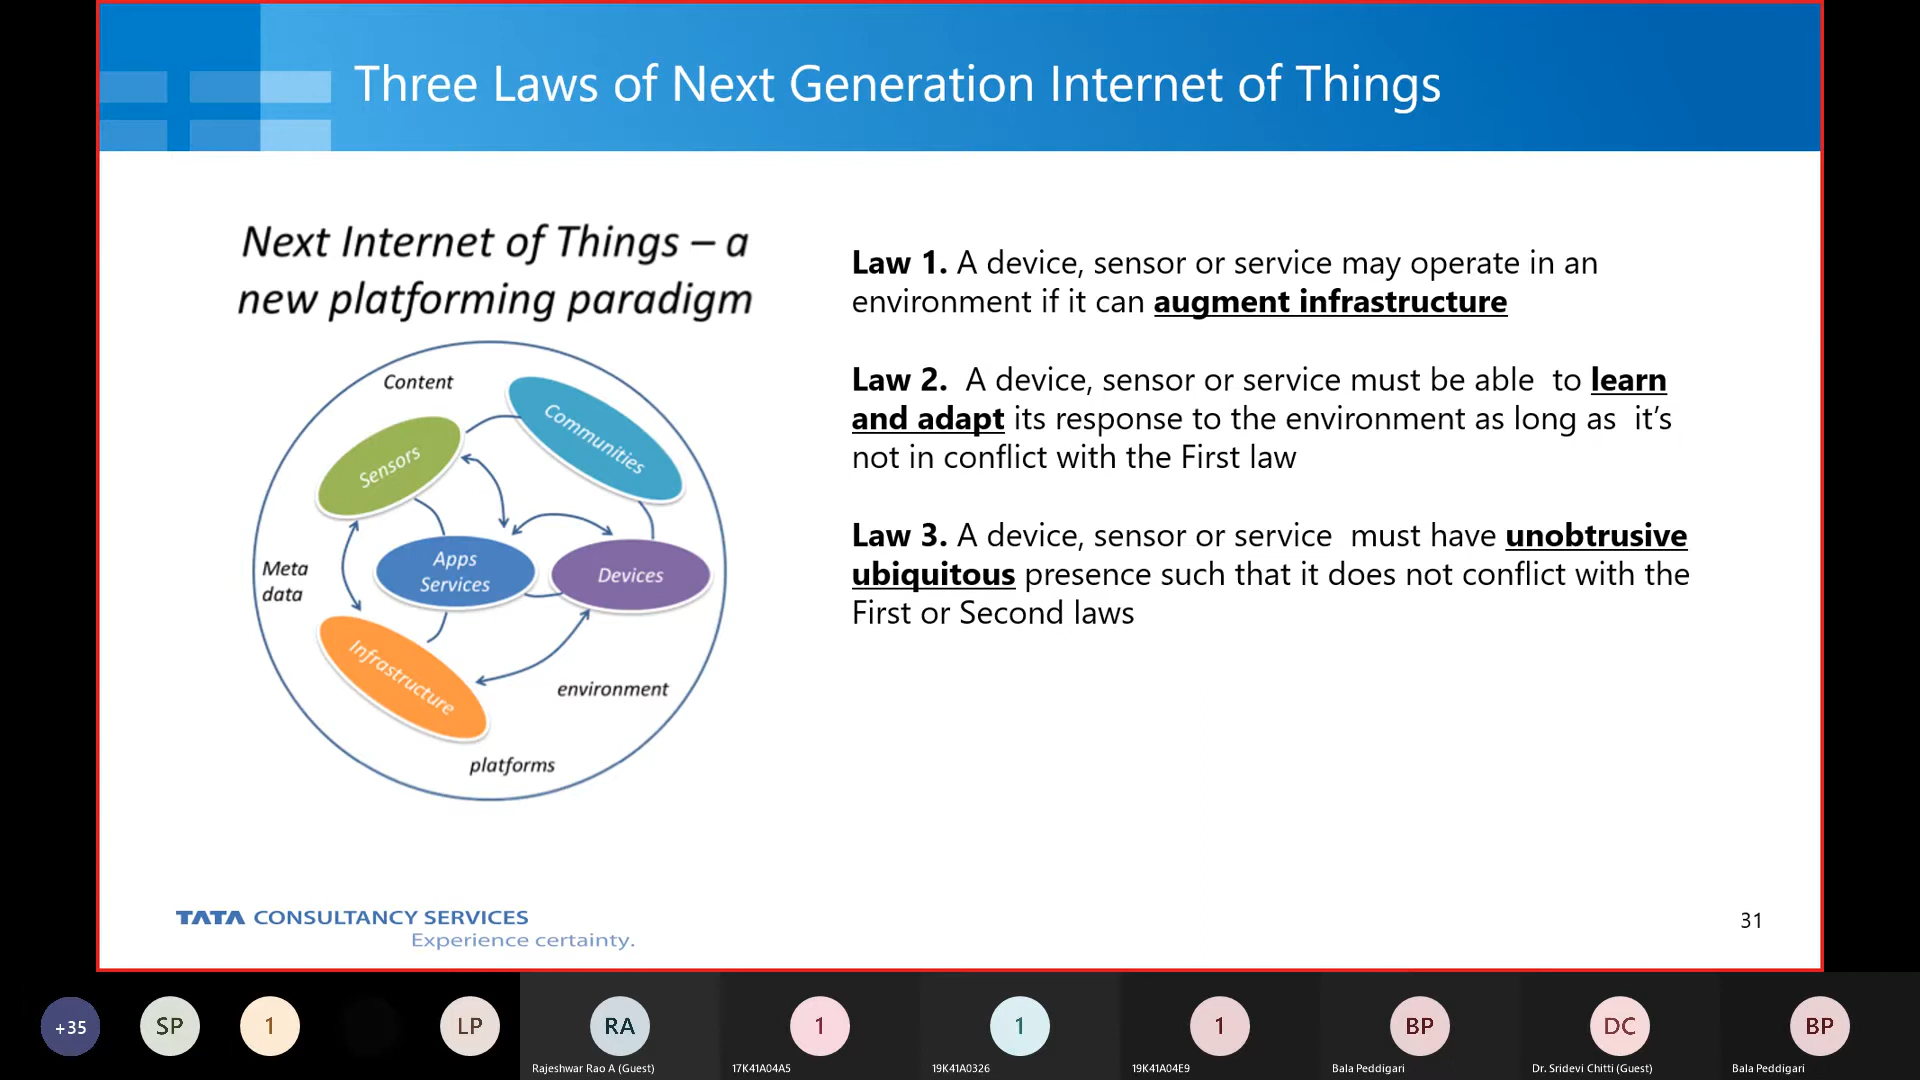 Three Laws of Next Generation Internet of Things
Next Internet of Things – a
new platforming paradigm
Content
Communities
Sensors
Apps
Services
Devices
Meta
data
Infrastructure
environment
platforms
Law 1. A device, sensor or service may operate in an
environment if it can augment infrastructure
Law 2. A device, sensor or service must be able to learn
and adapt its response to the environment as long as it’s
not in conflict with the First law
Law 3. A device, sensor or service must have unobtrusive
ubiquitous presence such that it does not conflict with the
First or Second laws
TATA CONSULTANCY SERVICES
Experience certainty.
31
+35
SP
1
LP
RA
1
1
1
BP
DC
BP
Rajeshwar Rao A (Guest)
17K41A04A5
19K41A0326
19K41A04E9
Bala Peddigari
Dr. Sridevi Chitti (Guest)
Bala Peddigari